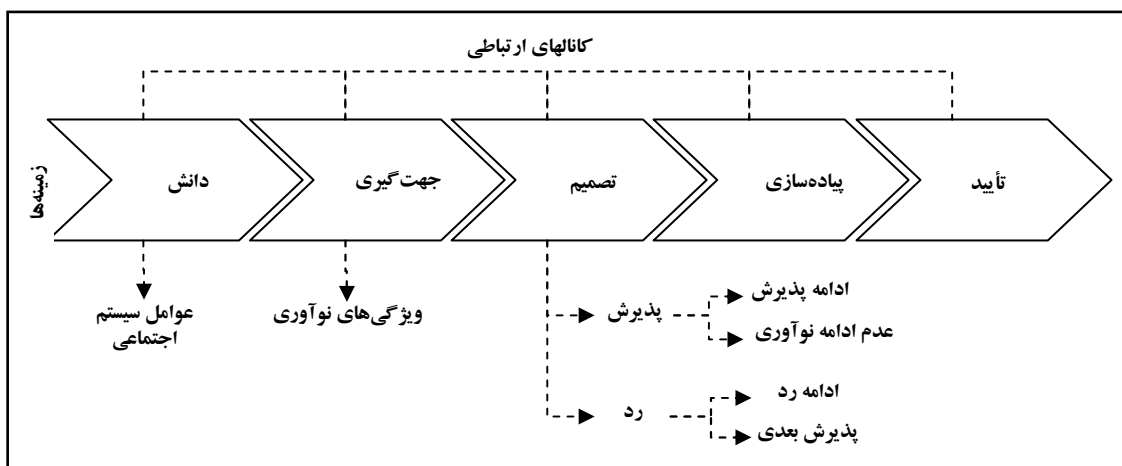 کانالهای ارتباطی
زمینه‌ها
دانش
جهت‌گیری
تصمیم
پیاده‌سازی
تأیید
عوامل سیستم
اجتماعی
ویژگی‌های نوآوری
پذیرش
ادامه پذیرش
عدم ادامه نوآوری
رد
ادامه رد
پذیرش بعدی